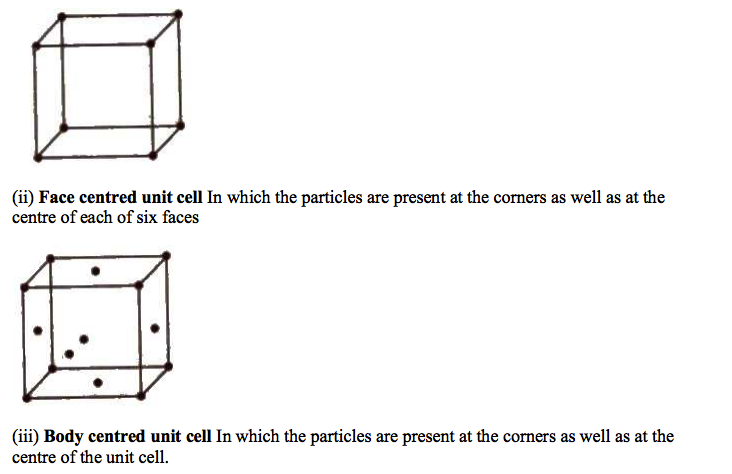 (ii) Face centred unit cell In which the particles are present at the corners as well as at the
centre of each of six faces
(iii) Body centred unit cell In which the particles are present at the corners as well as at the
centre of the unit cell.